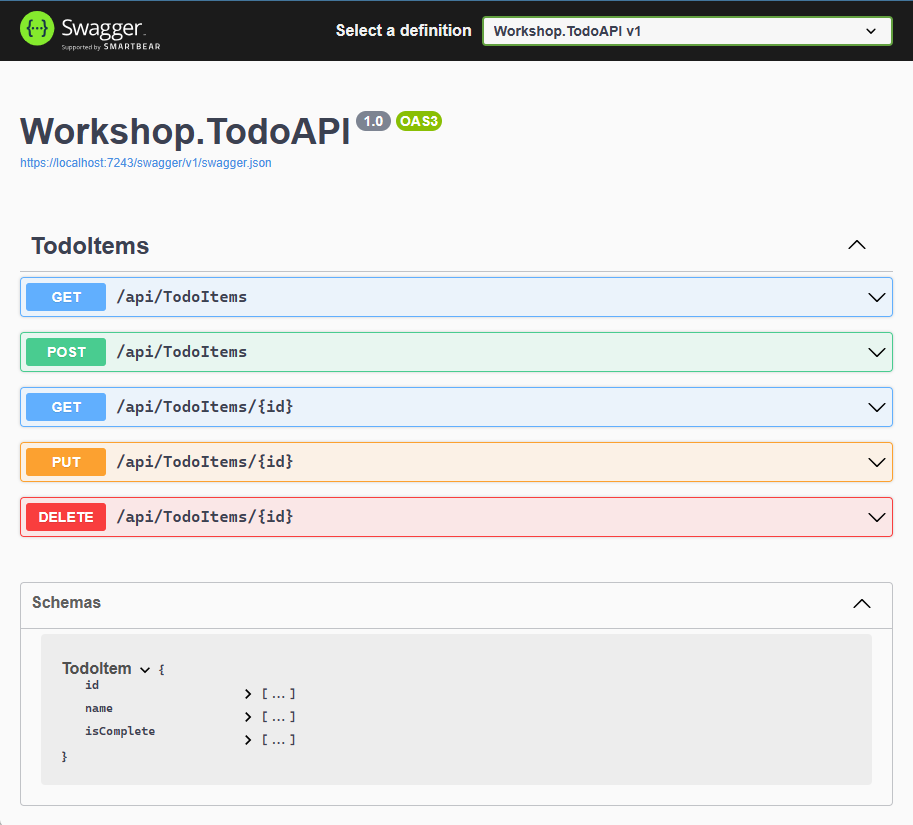 {··} Swagger.
Supported by SMARTBEAR
Select a definition
Workshop.TodoAPI v1
Workshop.TodoAPI 1.0 OAS3
https://localhost:7243/swagger/v1/swagger.json
TodoItems
GET /api/TodoItems
POST /api/TodoItems
GET /api/TodoItems/{id}
PUT /api/TodoItems/{id}
DELETE /api/TodoItems/{id}
Schemas
TodoItem {
id [...]
name [...]
isComplete [...]
}